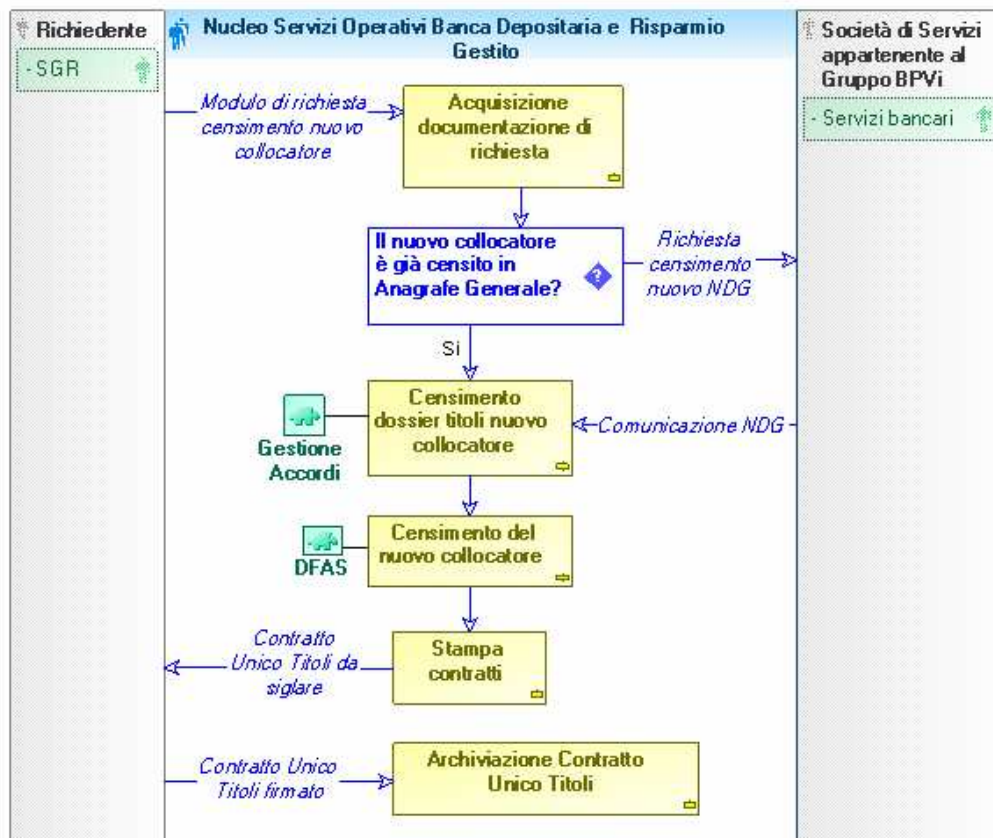 Richiedente
- SGR
Nucleo Servizi Operativi Banca Depositaria e Risparmio
Gestito
Società di Servizi
appartenente al
Gruppo BPVi
- Servizi bancari
Modulo di richiesta
censimento nuovo
collocatore
Acquisizione
documentazione di
richiesta
Il nuovo collocatore
è già censito in
Anagrafe Generale?
?
Richiesta
censimento
nuovo NDG
Si
Censimento
dossier titoli nuovo
collocatore
Gestione
Accordi
Comunicazione NDG
Censimento del
nuovo collocatore
DFAS
Contratto
Unico Titoli da
siglare
Stampa
contratti
Contratto Unico
Titoli firmato
Archiviazione Contratto
Unico Titoli